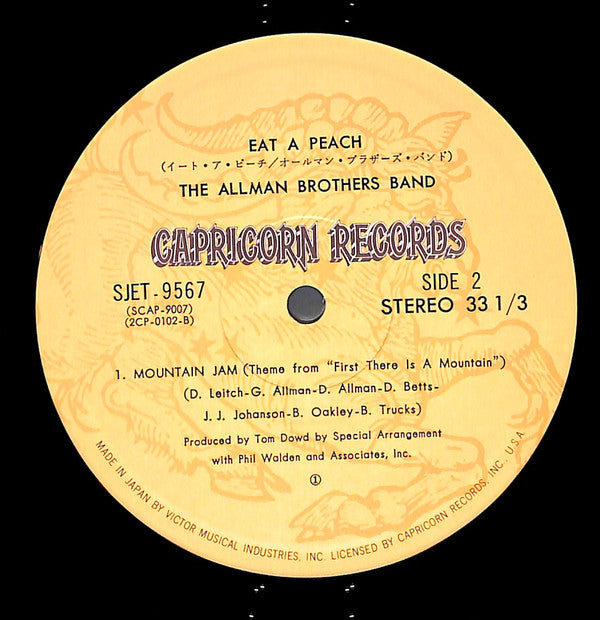 EAT A PEACH
(イート・ア・ピーチ/オールマン・ブラザーズ・バンド)
THE ALLMAN BROTHERS BAND
CAPRICORN RECORDS
SJET-9567
(SCAP-9007)
(2CP-0102-B)
SIDE 2
STEREO 33 1/3
1. MOUNTAIN JAM (Theme from "First There Is A Mountain")
(D. Leitch-G. Allman-D. Allman-D. Betts-
J. J. Johanson-B. Oakley-B. Trucks)
Produced by Tom Dowd by Special Arrangement
with Phil Walden and Associates, Inc.
①
MADE IN JAPAN BY VICTOR MUSICAL INDUSTRIES, INC. LICENSED BY CAPRICORN RECORDS, INC. U.S.A